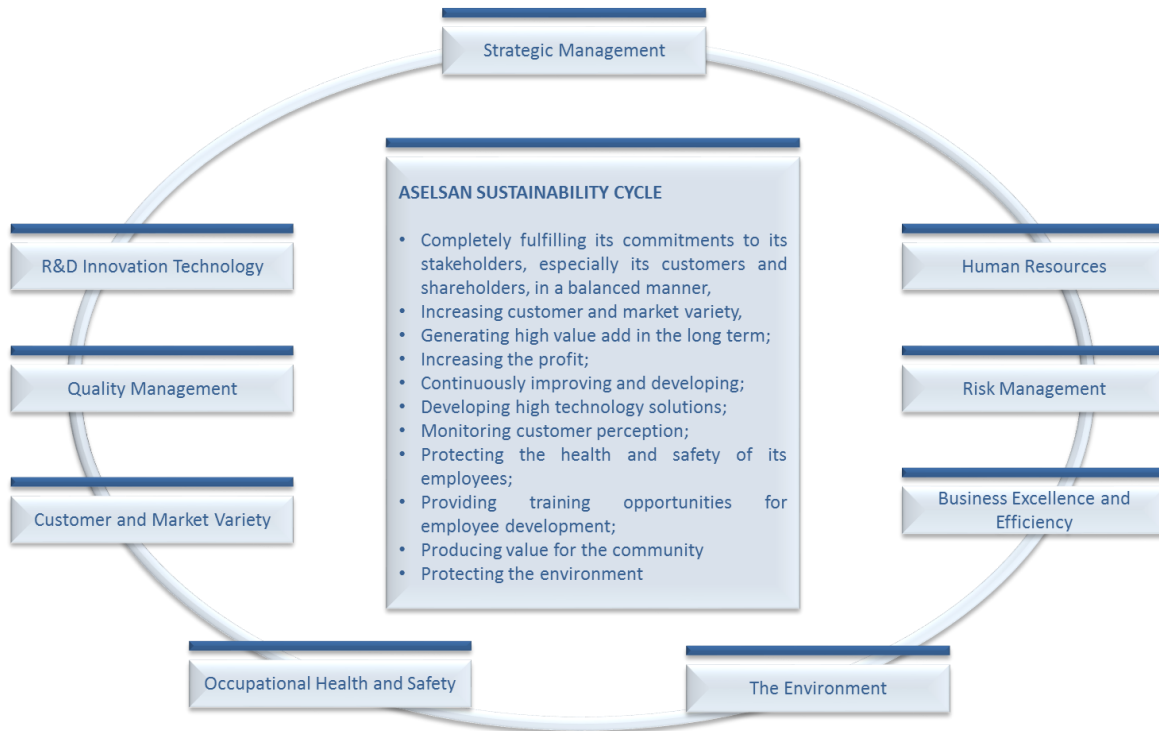 Strategic Management
ASELSAN SUSTAINABILITY CYCLE
• Completely fulfilling its commitments to its
stakeholders, especially its customers and
shareholders, in a balanced manner,
• Increasing customer and market variety,
• Generating high value add in the long term;
• Increasing the profit;
• Continuously improving and developing;
• Developing high technology solutions;
• Monitoring customer perception;
• Protecting the health and safety of its
employees;
• Providing training opportunities for
employee development;
• Producing value for the community
• Protecting the environment
R&D Innovation Technology
Quality Management
Customer and Market Variety
Human Resources
Risk Management
Business Excellence and
Efficiency
Occupational Health and Safety
The Environment